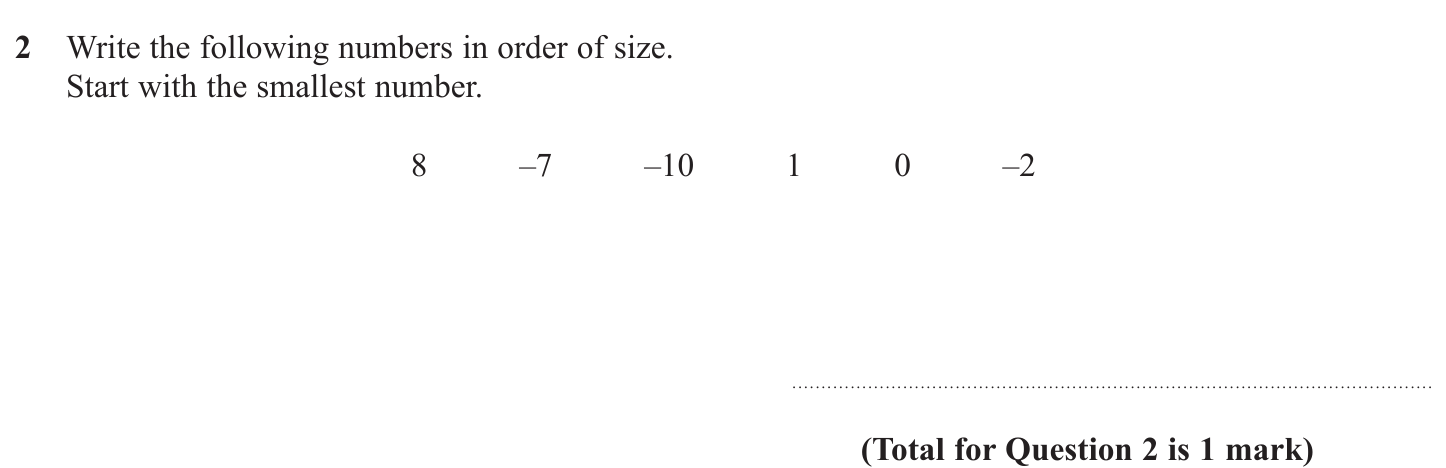 2 Write the following numbers in order of size.
Start with the smallest number.
8 –7 –10 1 0 –2
(Total for Question 2 is 1 mark)